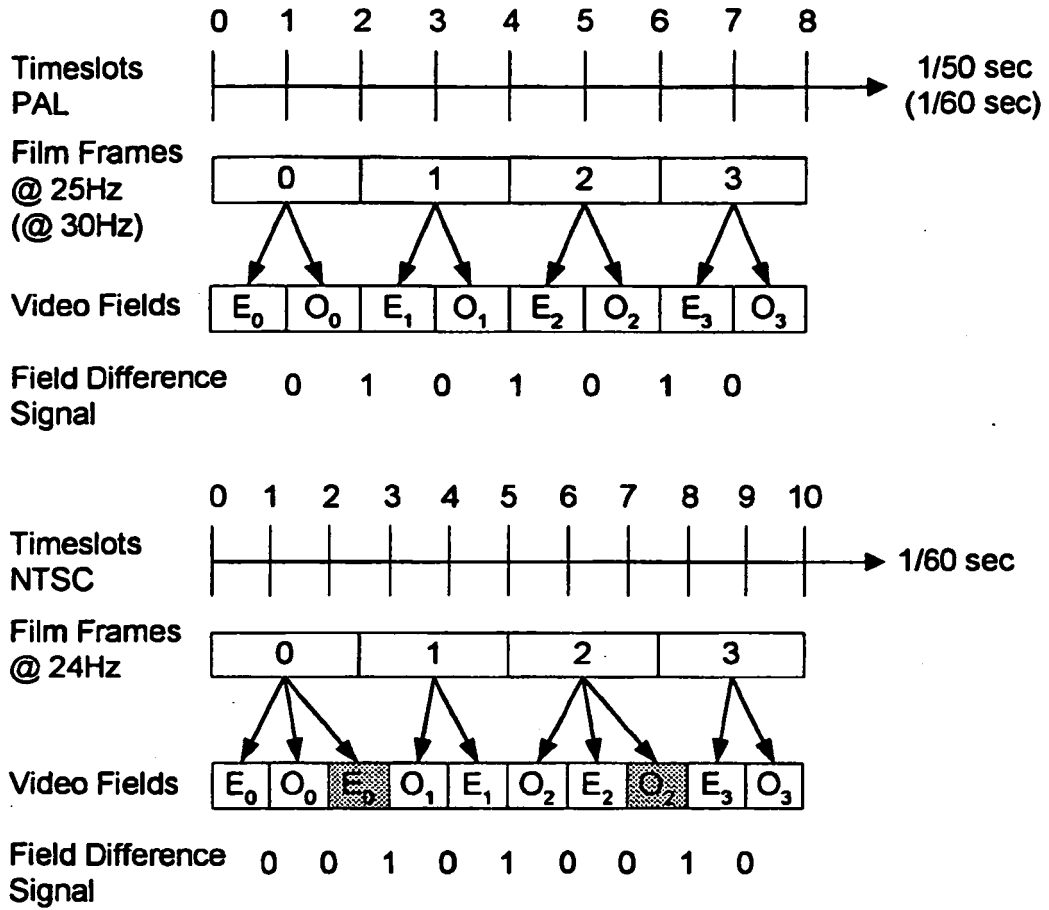 0 1 2 3 4 5 6 7 8
Timeslots
PAL
1/50 sec
(1/60 sec)
Film Frames
@ 25Hz
(@ 30Hz)
0 1 2 3
Video Fields
E0 O0 E1 O1 E2 O2 E3 O3
Field Difference
Signal
0 1 0 1 0 1 0
0 1 2 3 4 5 6 7 8 9 10
Timeslots
NTSC
1/60 sec
Film Frames
@ 24Hz
0 1 2 3
Video Fields
E0 O0 E0 O1 E1 O2 E2 O2 E3 O3
Field Difference
Signal
0 0 1 0 1 0 0 1 0